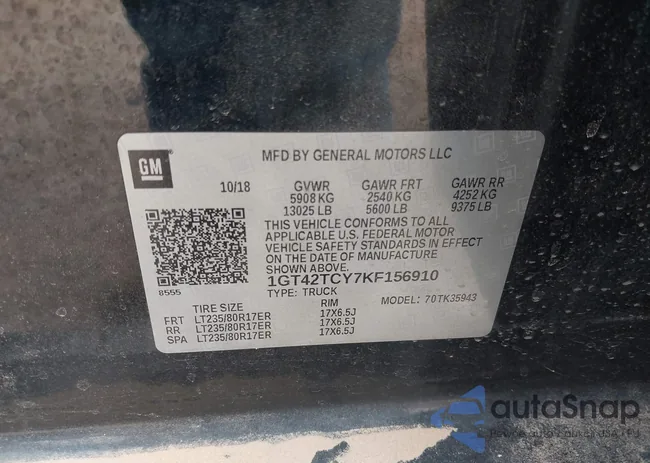 GM
MFD BY GENERAL MOTORS LLC
10/18 GVWR GAWR FRT GAWR RR
5908 KG 2540 KG 4252 KG
13025 LB 5600 LB 9375 LB
THIS VEHICLE CONFORMS TO ALL
APPLICABLE U.S. FEDERAL MOTOR
VEHICLE SAFETY STANDARDS IN EFFECT
ON THE DATE OF MANUFACTURE
SHOWN ABOVE.
1GT42TCY7KF156910
8555 TYPE: TRUCK MODEL: 70TK35943
TIRE SIZE RIM
FRT LT235/80R17ER 17X6.5J
RR LT235/80R17ER 17X6.5J
SPA LT235/80R17ER 17X6.5J
autaSnap